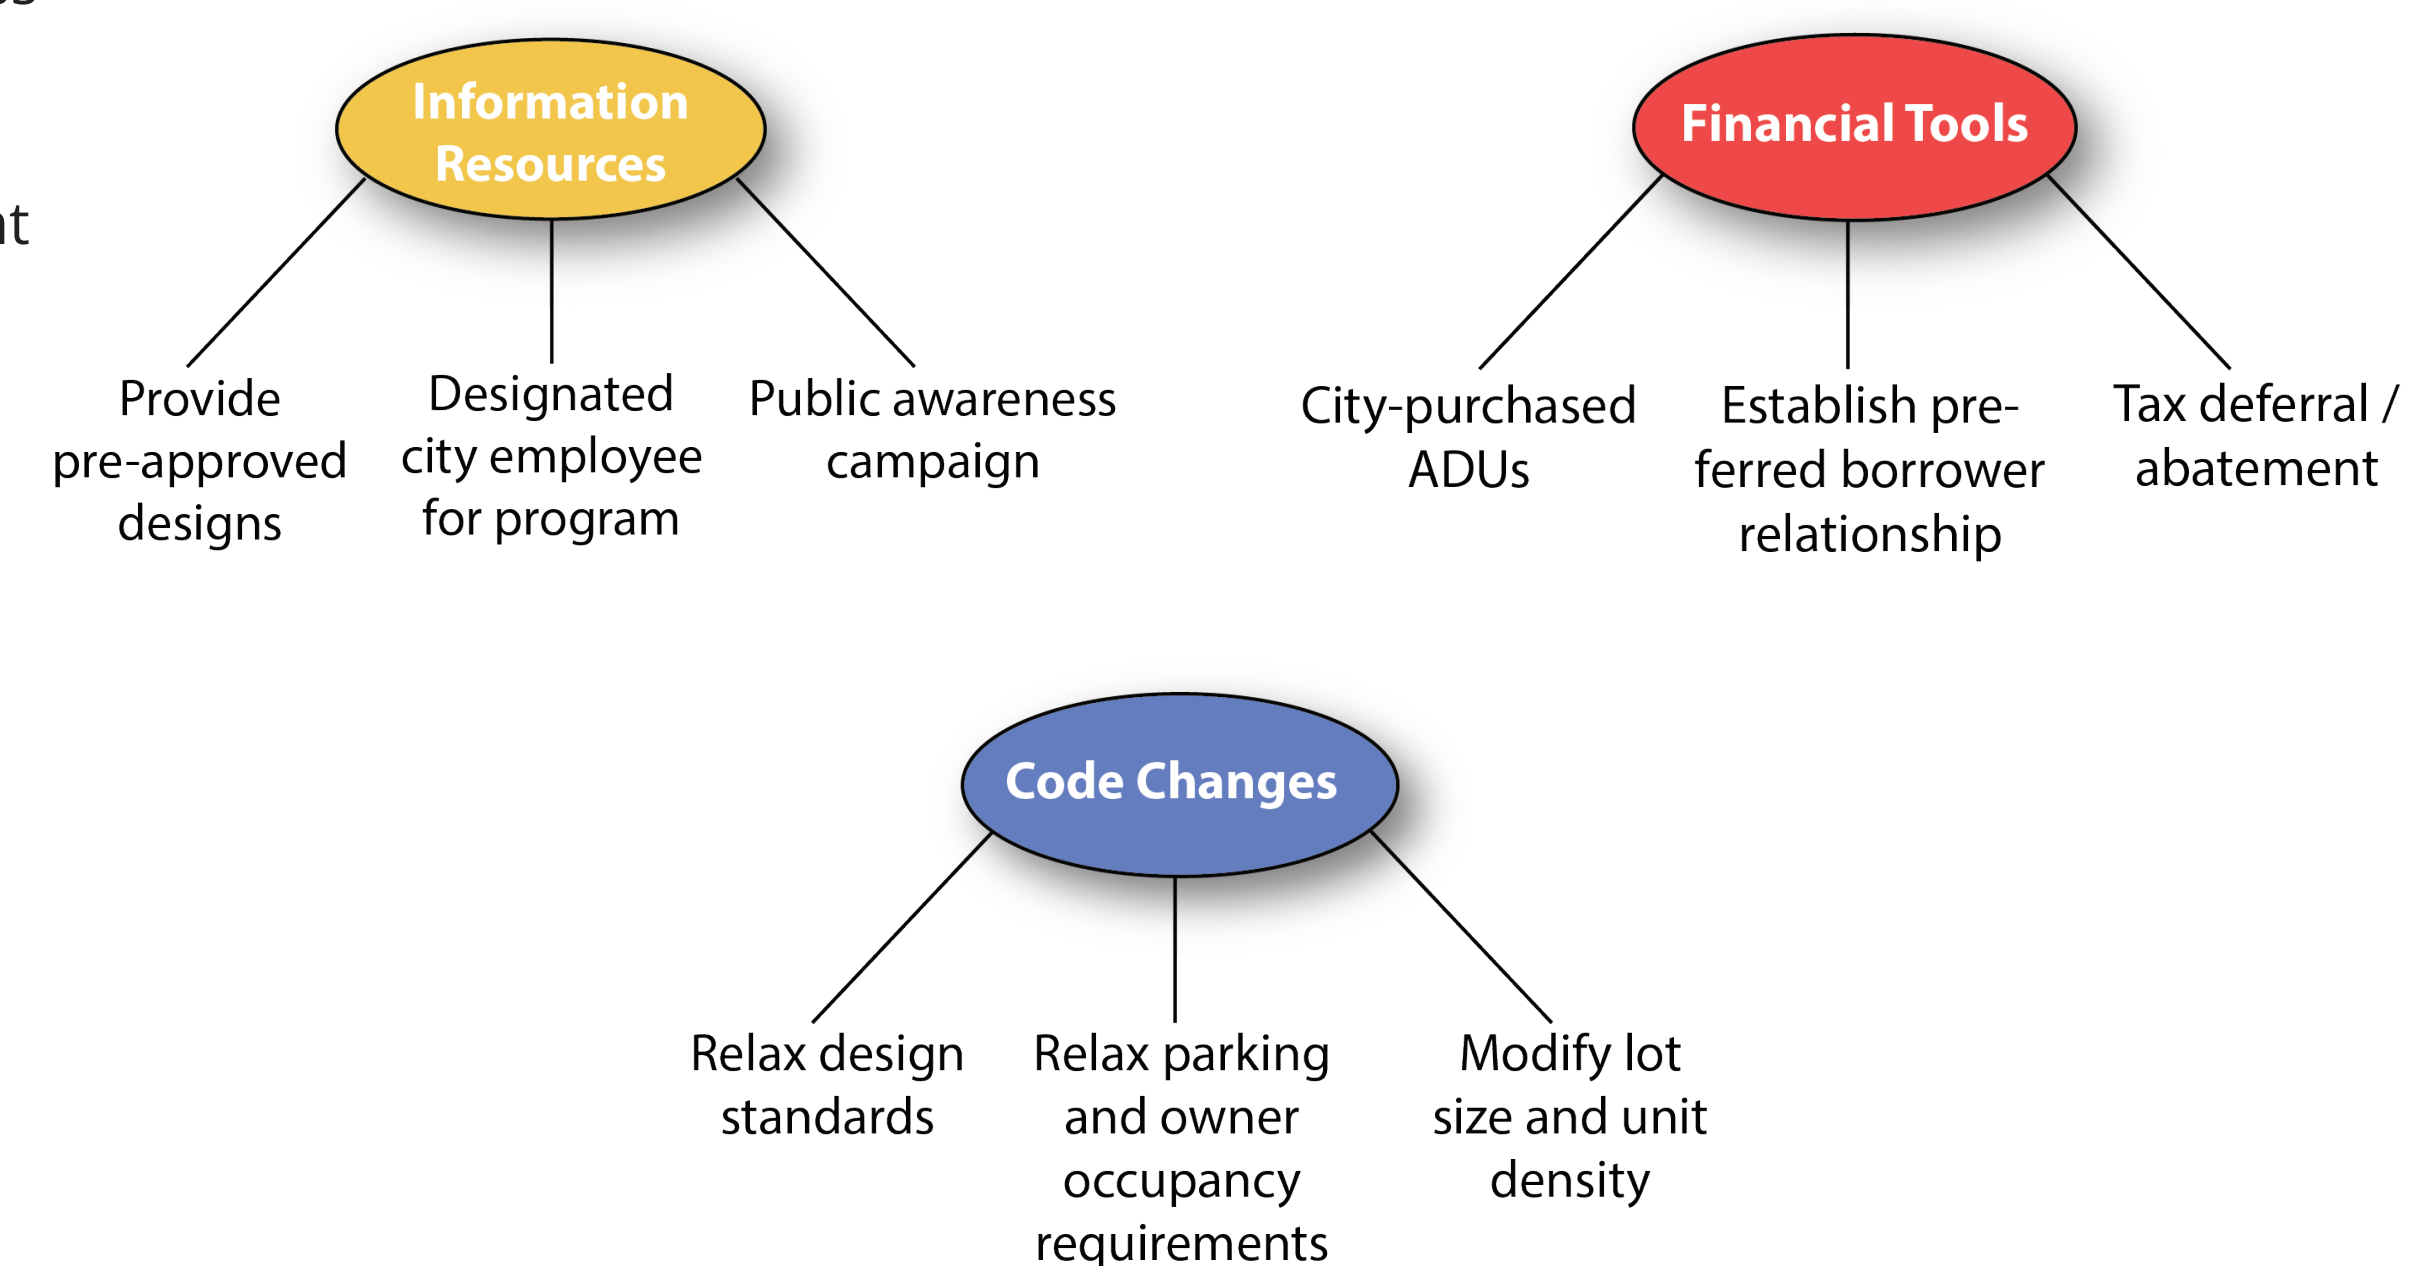 Information
Resources
Provide
pre-approved
designs
Designated
city employee
for program
Public awareness
campaign
Financial Tools
City-purchased
ADUs
Establish pre-
ferred borrower
relationship
Tax deferral /
abatement
Code Changes
Relax design
standards
Relax parking
and owner
occupancy
requirements
Modify lot
size and unit
density